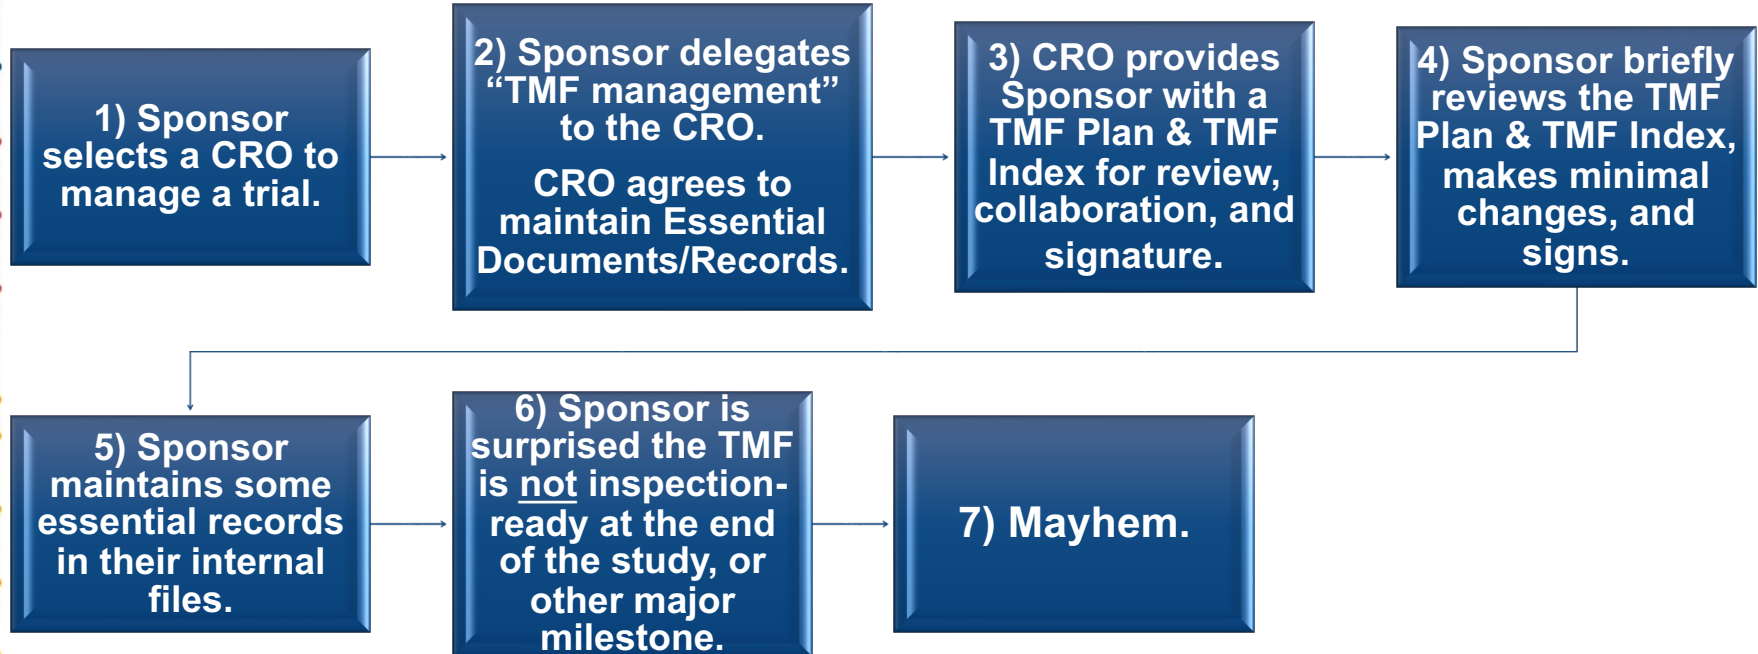 1) Sponsor
selects a CRO to
manage a trial.
2) Sponsor delegates
“TMF management”
to the CRO.
CRO agrees to
maintain Essential
Documents/Records.
3) CRO provides
Sponsor with a
TMF Plan & TMF
Index for review,
collaboration, and
signature.
4) Sponsor briefly
reviews the TMF
Plan & TMF Index,
makes minimal
changes, and
signs.
5) Sponsor
maintains some
essential records
in their internal
files.
6) Sponsor is
surprised the TMF
is not inspection-
ready at the end
of the study, or
other major
milestone.
7) Mayhem.